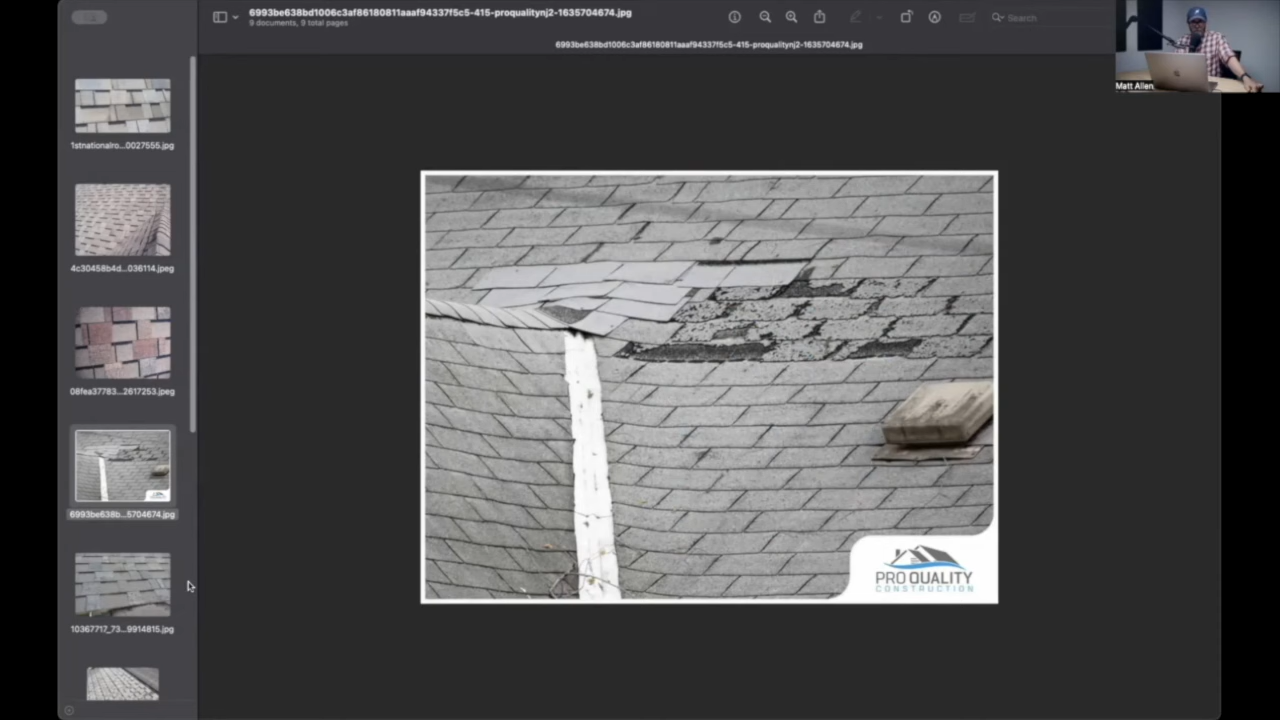 6993be638bd1006c3af86180811aaaf94337f5c5-415-proqualitynj2-1635704674.jpg
9 documents, 9 total pages
Search
6993be638bd1006c3af86180811aaaf94337f5c5-415-proqualitynj2-1635704674.jpg
Matt Allen
1stnationalro...0027555.jpg
4c30458b4d...036114.jpeg
08fea37783...2617253.jpeg
6993be638b...5704674.jpg
10367717_73...9914815.jpg
PRO QUALITY
CONSTRUCTION